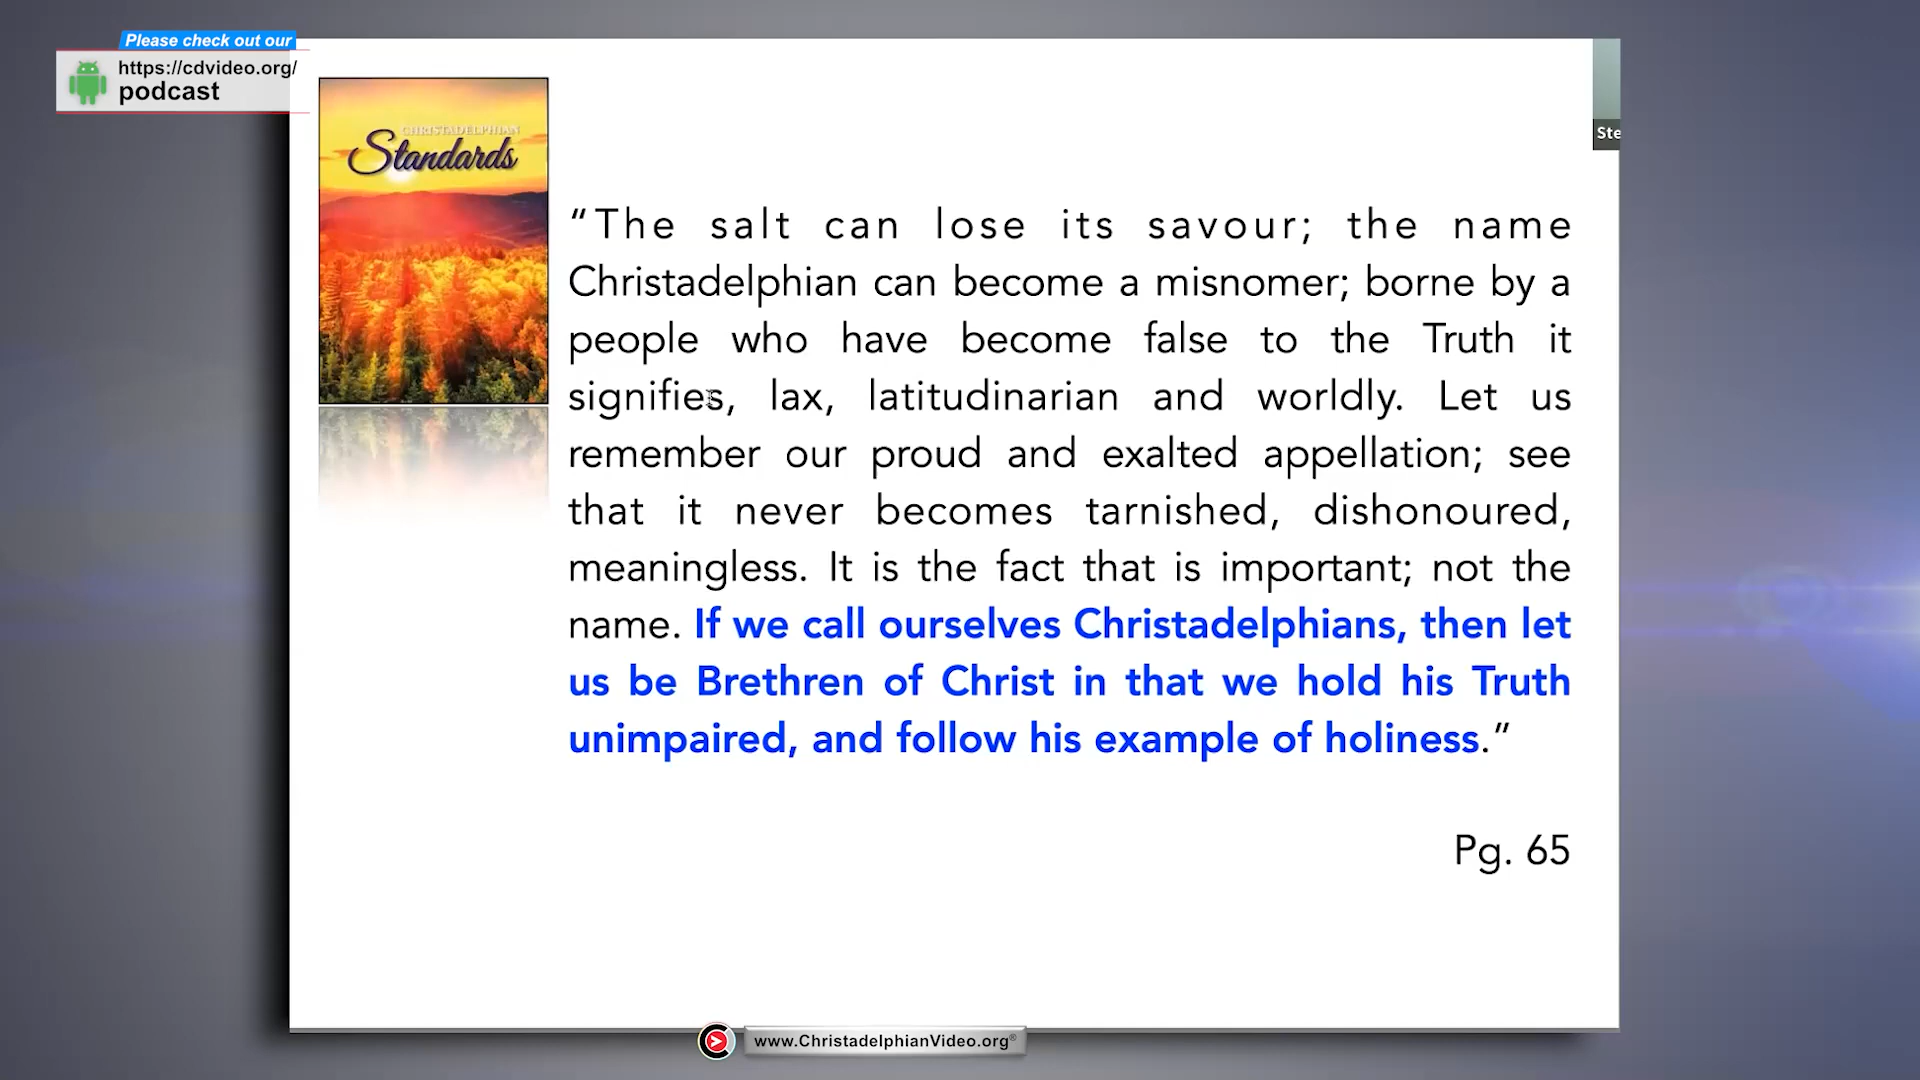 Please check out our
https://cdvideo.org/
podcast
CHRISTADELPHIAN
Standards
Ste
“The salt can lose its savour; the name
Christadelphian can become a misnomer; borne by a
people who have become false to the Truth it
signifies, lax, latitudinarian and worldly. Let us
remember our proud and exalted appellation; see
that it never becomes tarnished, dishonoured,
meaningless. It is the fact that is important; not the
name. If we call ourselves Christadelphians, then let
us be Brethren of Christ in that we hold his Truth
unimpaired, and follow his example of holiness.”
Pg. 65
www.ChristadelphianVideo.org®